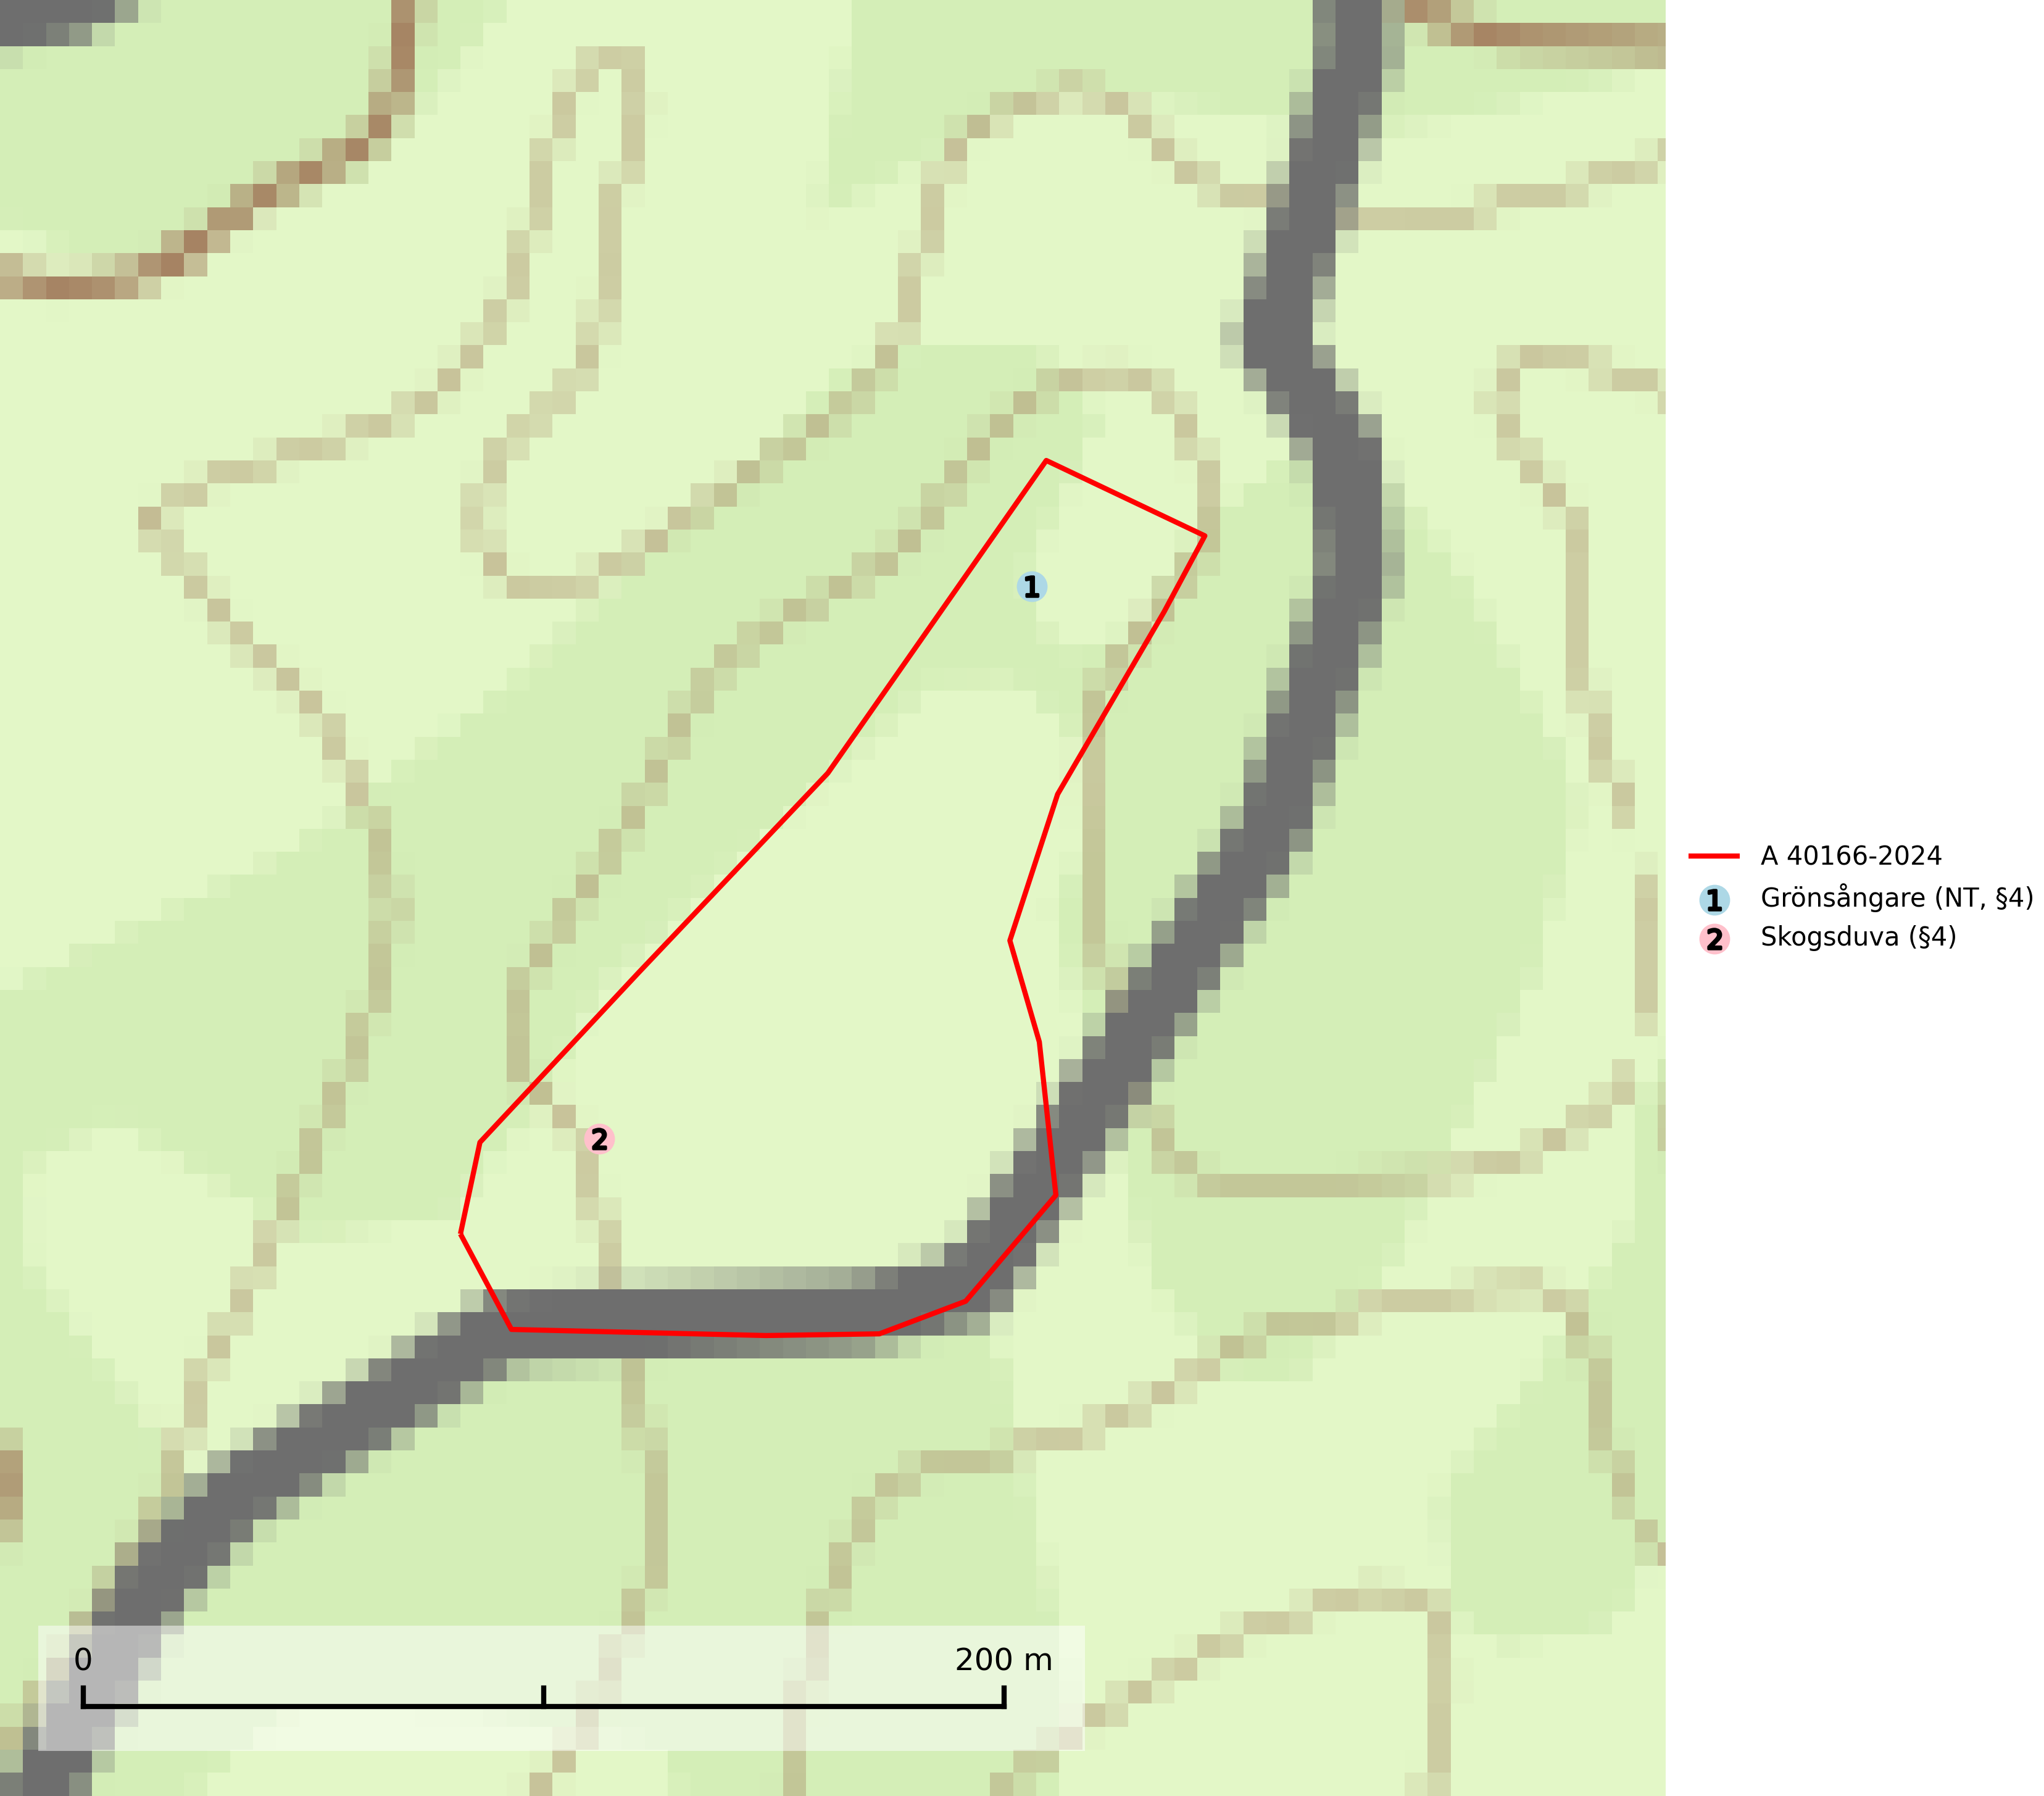 1
2
A 40166-2024
1 Grönsångare (NT, §4)
2 Skogsduva (§4)
0 200 m